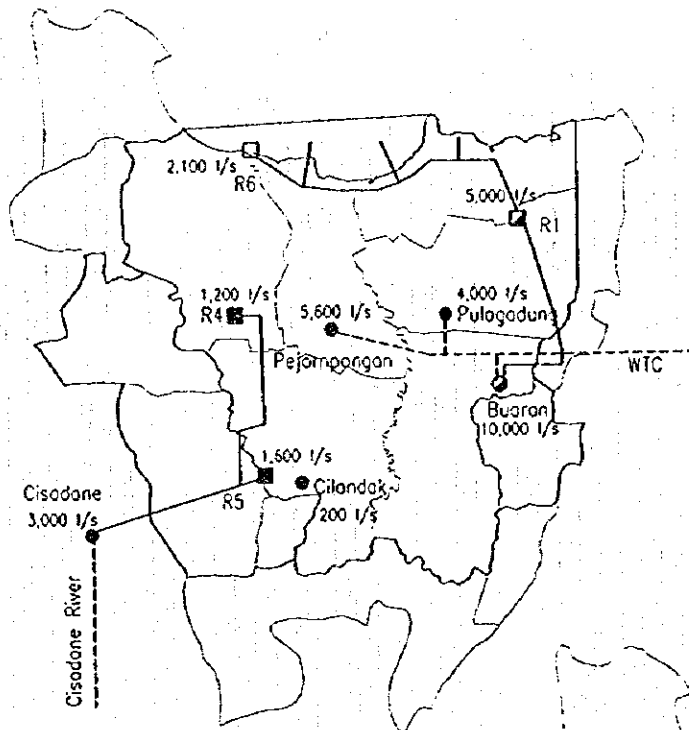 2,100 l/s
R6
5,000 l/s
R1
1,200 l/s
R4
5,600 l/s
Pejompongan
4,000 l/s
Pulogadung
WTC
Buaran
10,000 l/s
1,600 l/s
R5
Cilandak
200 l/s
Cisadane
3,000 l/s
Cisadane River